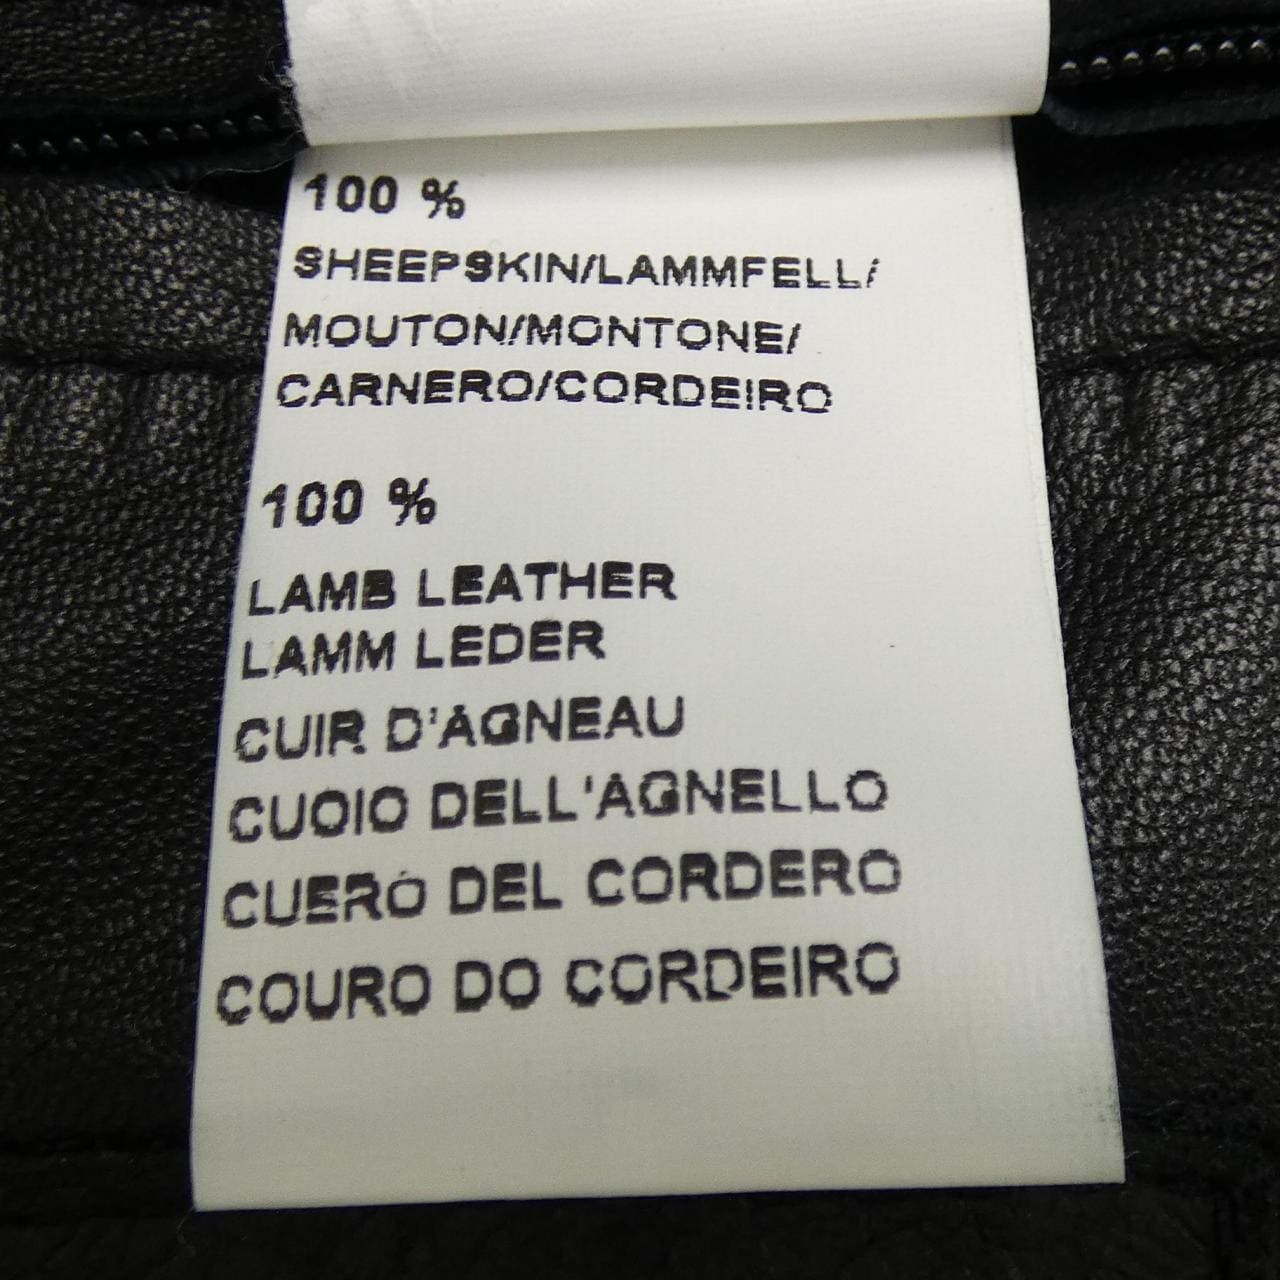 100 %
SHEEPSKIN/LAMMFELL/
MOUTON/MONTONE/
CARNERO/CORDEIRO
100 %
LAMB LEATHER
LAMM LEDER
CUIR D'AGNEAU
CUOIO DELL'AGNELLO
CUERO DEL CORDERO
COURO DO CORDEIRO